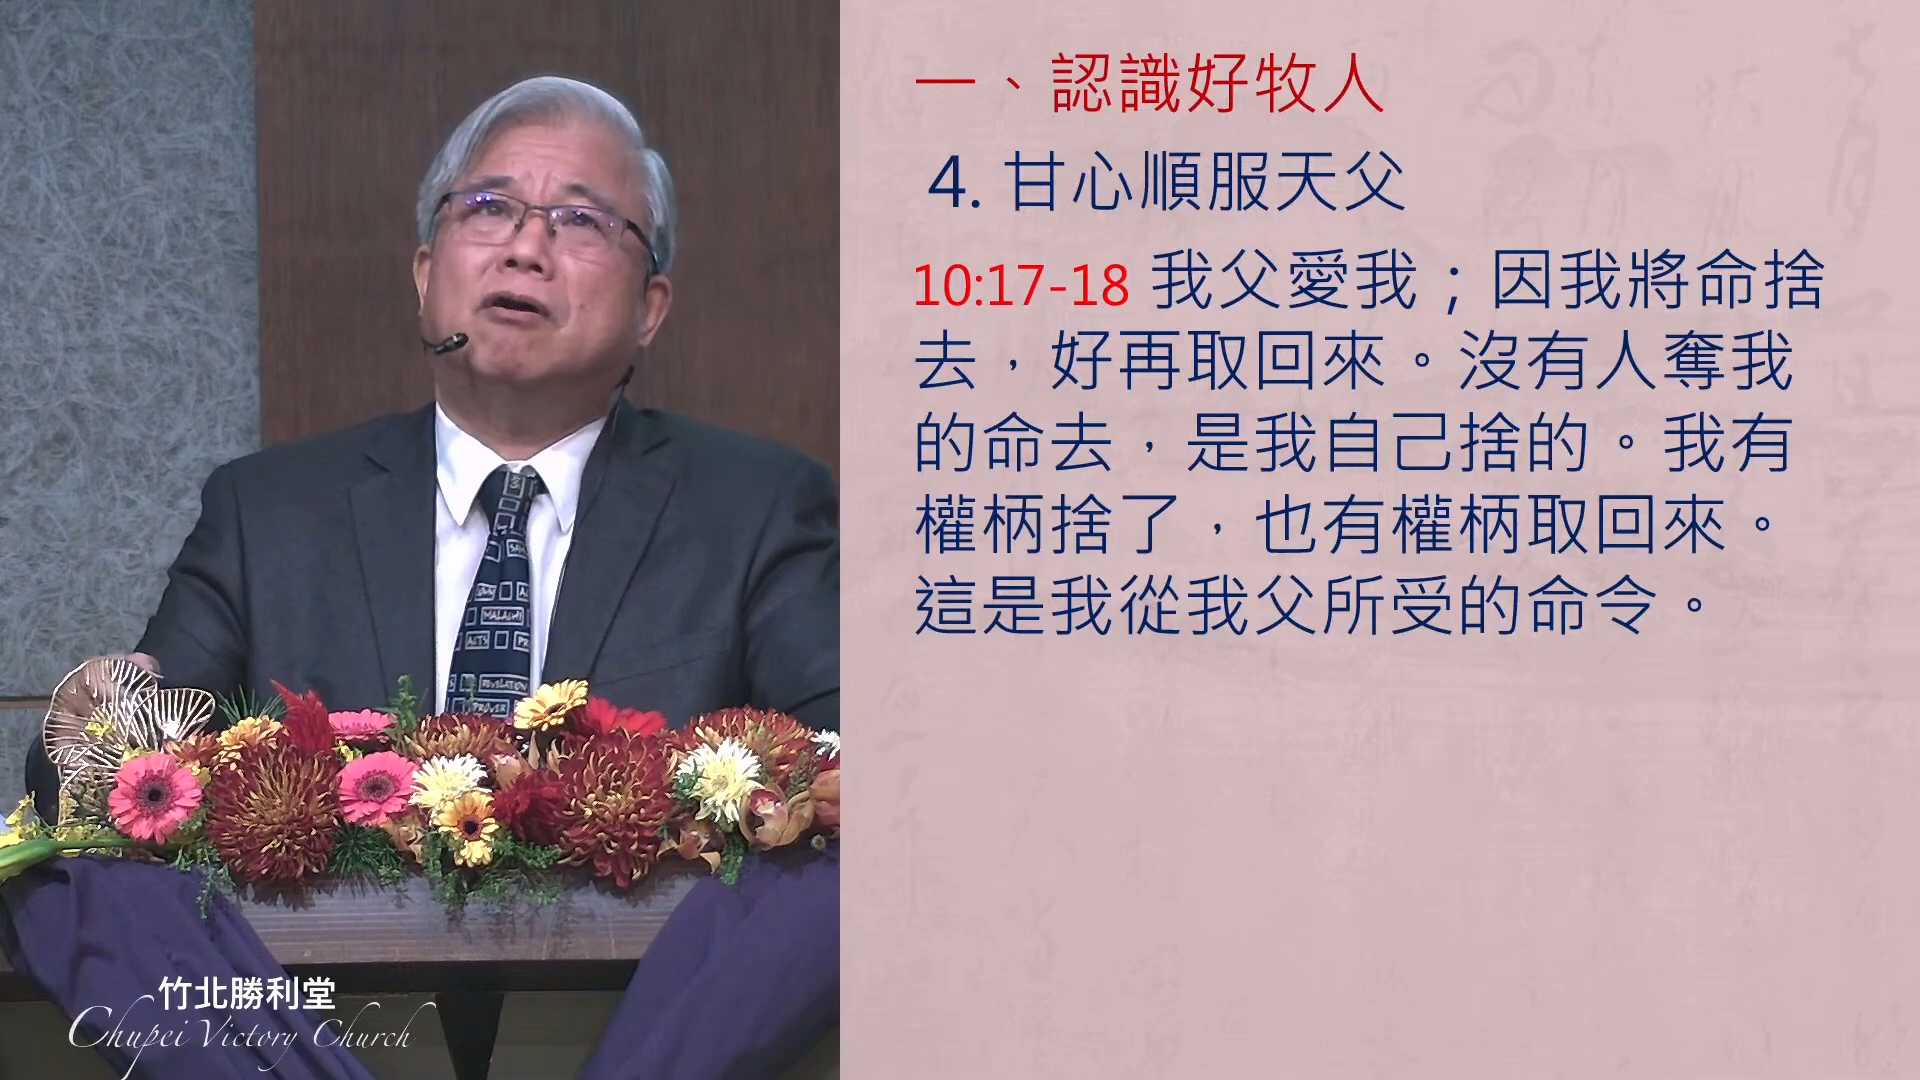 一、認識好牧人
4. 甘心順服天父
10:17-18 我父愛我；因我將命捨
去，好再取回來。沒有人奪我
的命去，是我自己捨的。我有
權柄捨了，也有權柄取回來。
這是我從我父所受的命令。
MALACHI
ACTS
REVELATION
PROVER
竹北勝利堂
Chupei Victory Church